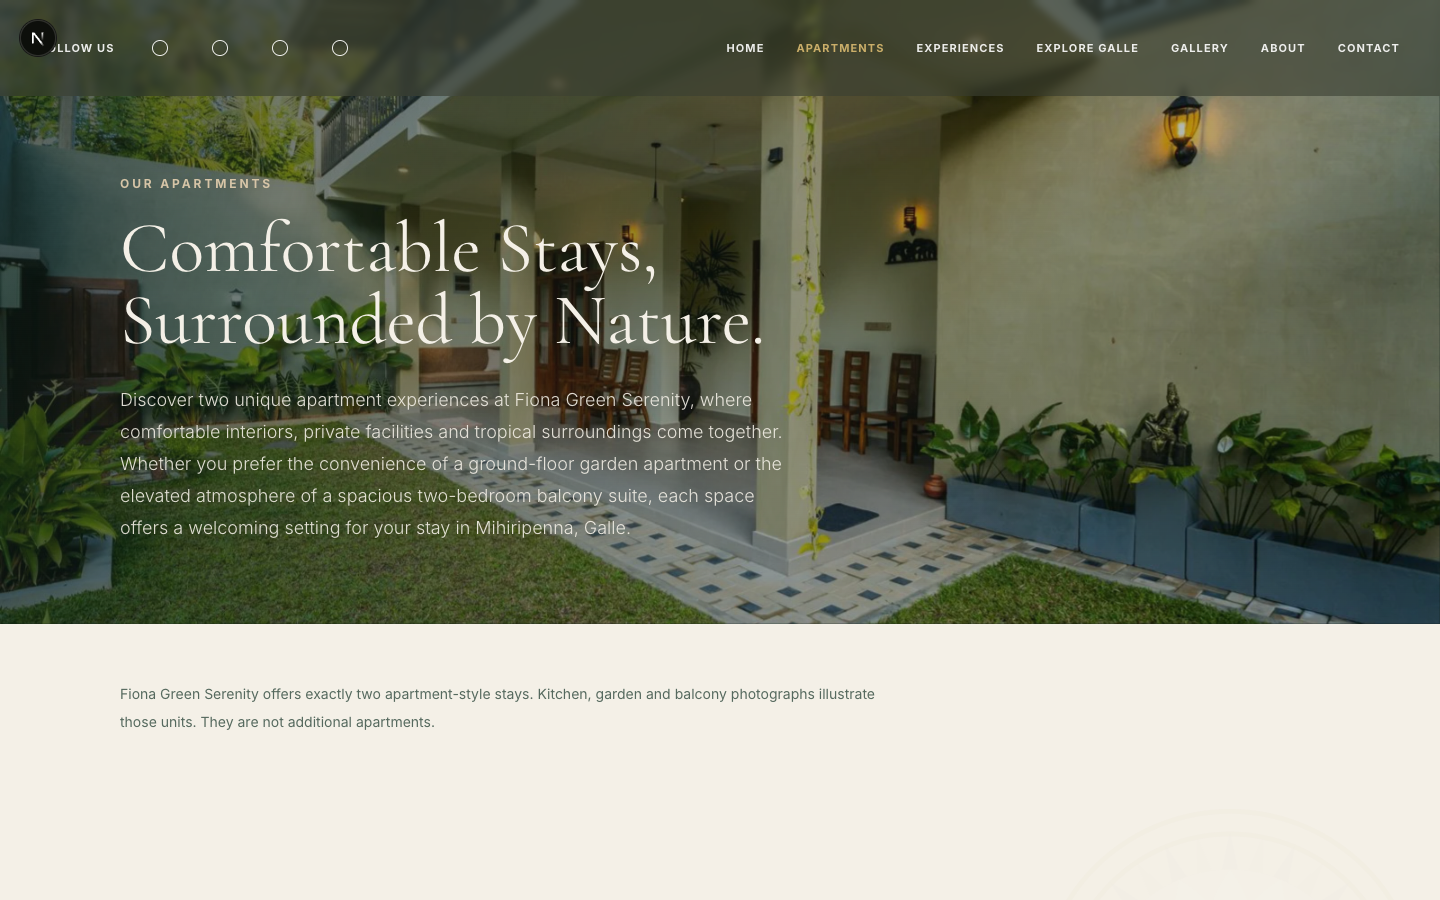 N
OLLOW US
HOME
APARTMENTS
EXPERIENCES
EXPLORE GALLE
GALLERY
ABOUT
CONTACT
OUR APARTMENTS
Comfortable Stays,
Surrounded by Nature.
Discover two unique apartment experiences at Fiona Green Serenity, where
comfortable interiors, private facilities and tropical surroundings come together.
Whether you prefer the convenience of a ground-floor garden apartment or the
elevated atmosphere of a spacious two-bedroom balcony suite, each space
offers a welcoming setting for your stay in Mihiripenna, Galle.
Fiona Green Serenity offers exactly two apartment-style stays. Kitchen, garden and balcony photographs illustrate
those units. They are not additional apartments.